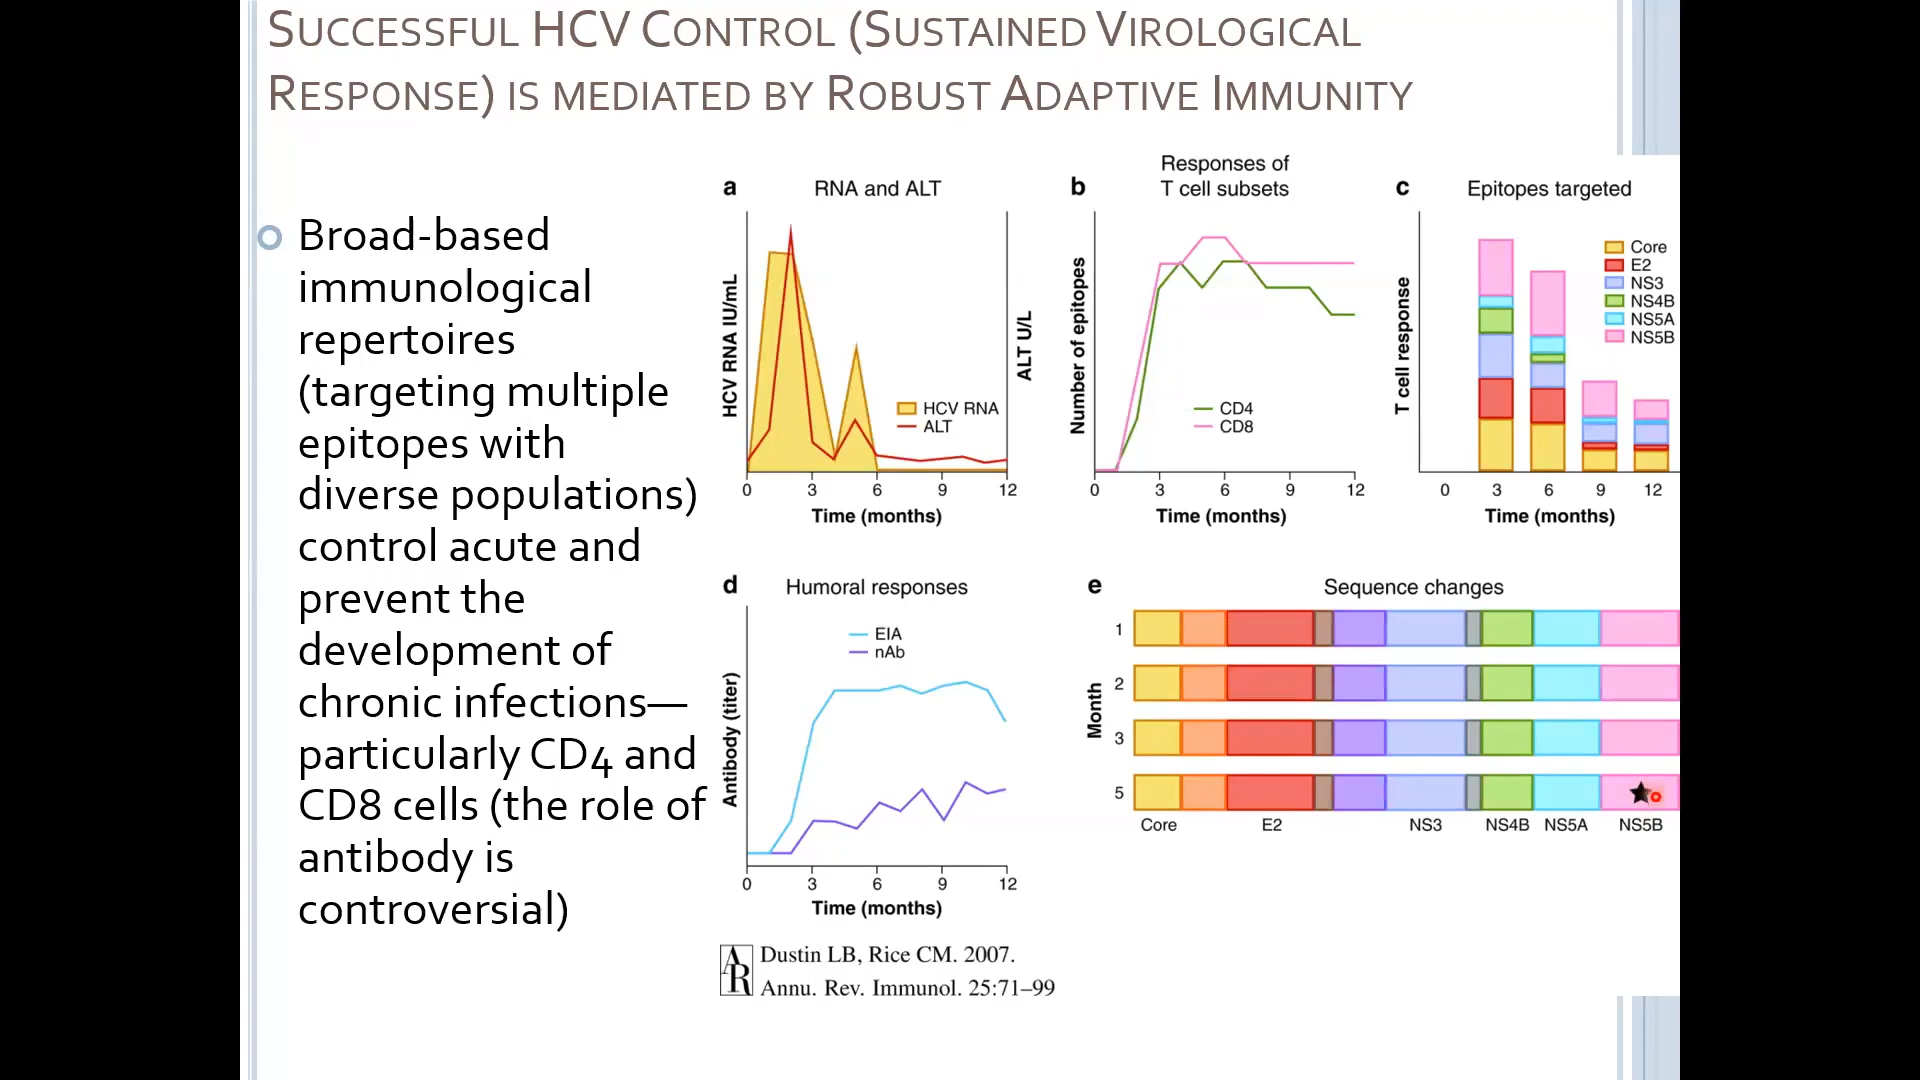 SUCCESSFUL HCV CONTROL (SUSTAINED VIROLOGICAL
RESPONSE) IS MEDIATED BY ROBUST ADAPTIVE IMMUNITY
Broad-based
immunological
repertoires
(targeting multiple
epitopes with
diverse populations)
control acute and
prevent the
development of
chronic infections—
particularly CD4 and
CD8 cells (the role of
antibody is
controversial)
a RNA and ALT
HCV RNA IU/mL
ALT U/L
HCV RNA
ALT
0 3 6 9 12
Time (months)
b Responses of
T cell subsets
Number of epitopes
CD4
CD8
0 3 6 9 12
Time (months)
c Epitopes targeted
T cell response
Core
E2
NS3
NS4B
NS5A
NS5B
0 3 6 9 12
Time (months)
d Humoral responses
Antibody (titer)
EIA
nAb
0 3 6 9 12
Time (months)
e Sequence changes
Month
1
2
3
5
Core E2 NS3 NS4B NS5A NS5B
AR
Dustin LB, Rice CM. 2007.
Annu. Rev. Immunol. 25:71–99